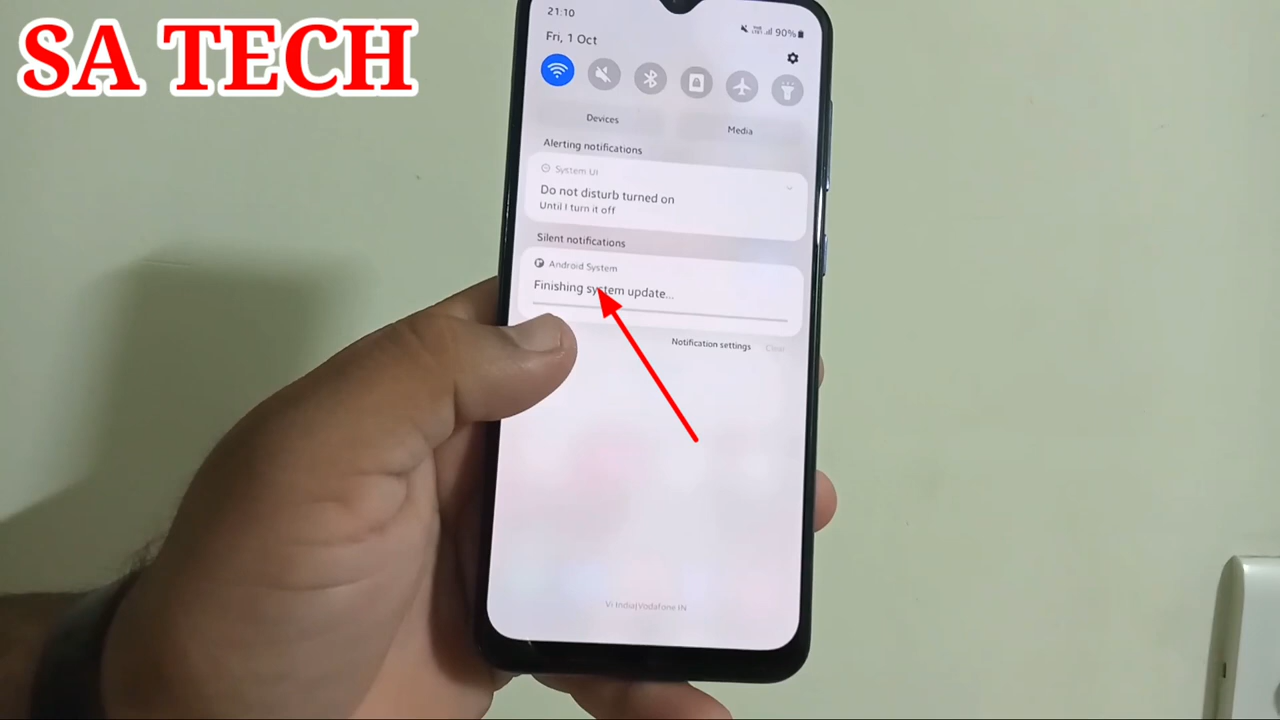 SA TECH
21:10
90%
Fri, 1 Oct
Devices
Media
Alerting notifications
System UI
Do not disturb turned on
Until I turn it off
Silent notifications
Android System
Finishing system update...
Notification settings
Clear
Vi India|Vodafone IN